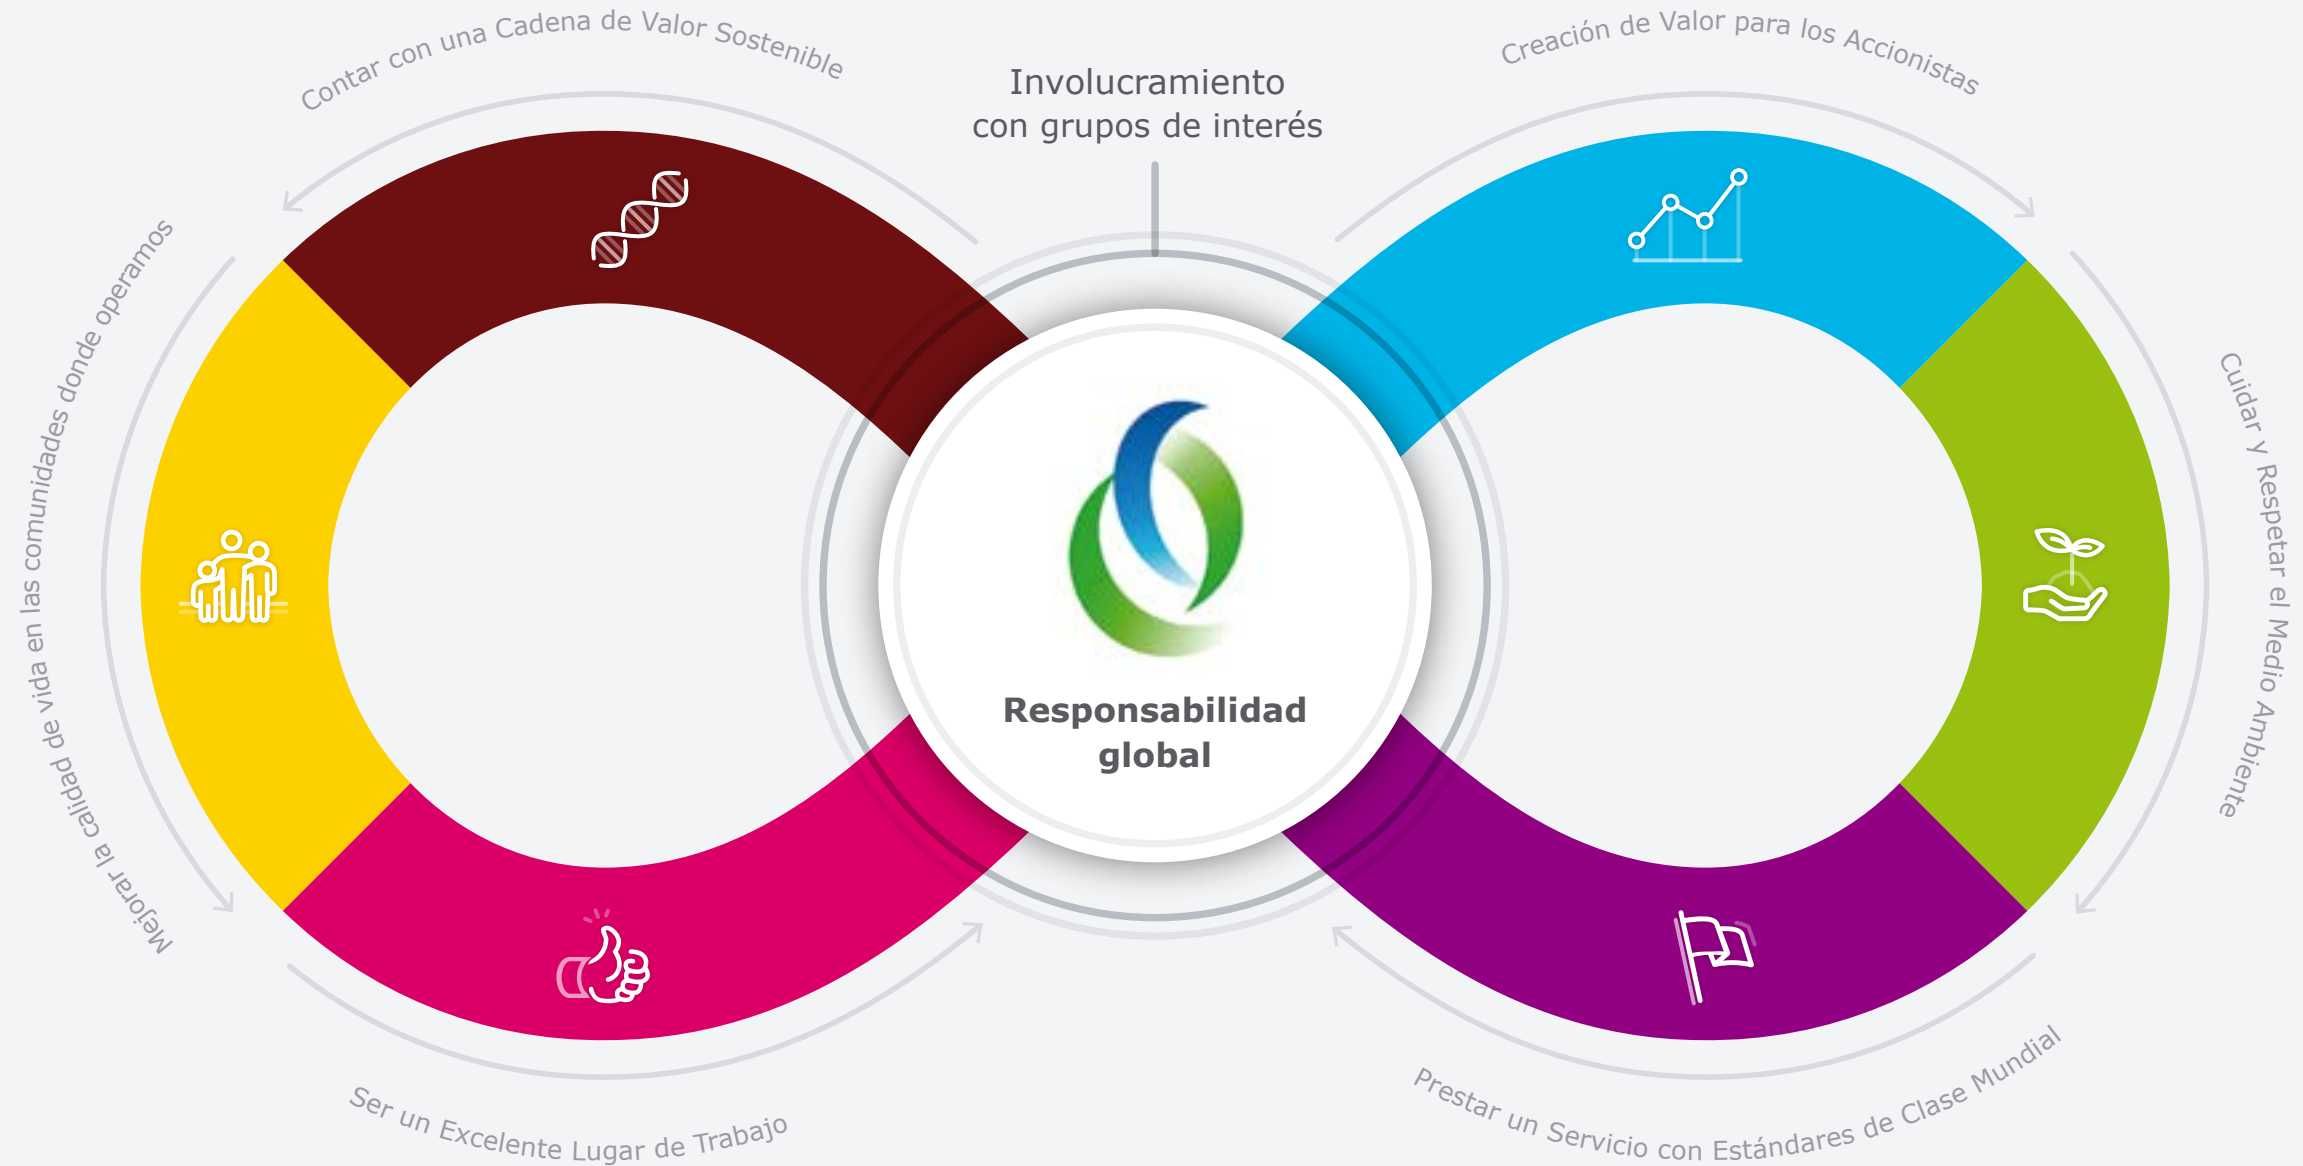 Contar con una Cadena de Valor Sostenible
Involucramiento
con grupos de interés
Creación de Valor para los Accionistas
Mejorar la calidad de vida en las comunidades donde operamos
Cuidar y Respetar el Medio Ambiente
Responsabilidad
global
Ser un Excelente Lugar de Trabajo
Prestar un Servicio con Estándares de Clase Mundial